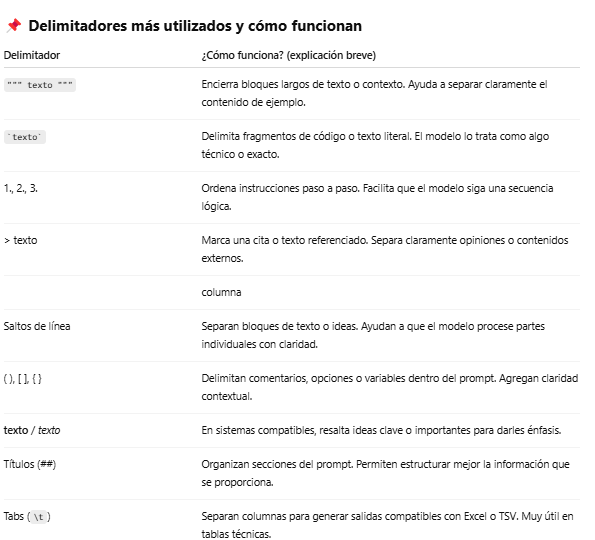 📌 Delimitadores más utilizados y cómo funcionan
Delimitador ¿Cómo funciona? (explicación breve)
""" texto """ Encierra bloques largos de texto o contexto. Ayuda a separar claramente el
contenido de ejemplo.
`texto` Delimita fragmentos de código o texto literal. El modelo lo trata como algo
técnico o exacto.
1., 2., 3. Ordena instrucciones paso a paso. Facilita que el modelo siga una secuencia
lógica.
> texto Marca una cita o texto referenciado. Separa claramente opiniones o contenidos
externos.
columna
Saltos de línea Separan bloques de texto o ideas. Ayudan a que el modelo procese partes
individuales con claridad.
( ), [ ], { } Delimitan comentarios, opciones o variables dentro del prompt. Agregan claridad
contextual.
texto / texto En sistemas compatibles, resalta ideas clave o importantes para darles énfasis.
Títulos (##) Organizan secciones del prompt. Permiten estructurar mejor la información que
se proporciona.
Tabs ( \t ) Separan columnas para generar salidas compatibles con Excel o TSV. Muy útil en
tablas técnicas.